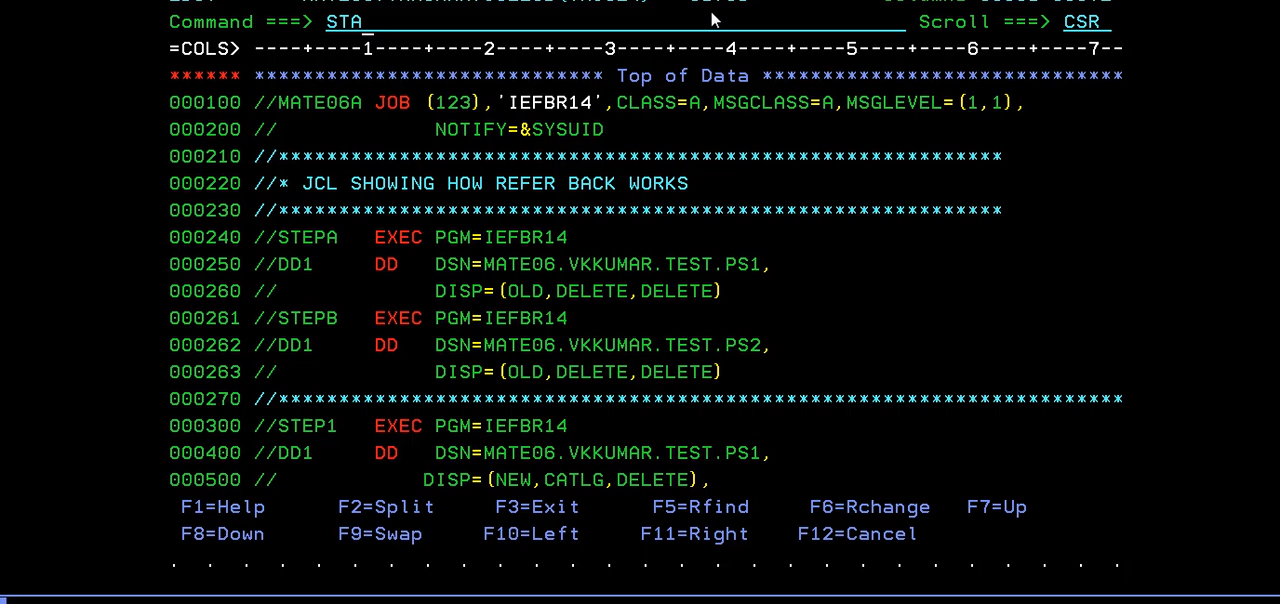 Command ===> STA                                                Scroll ===> CSR
=COLS> ----+----1----+----2----+----3----+----4----+----5----+----6----+----7--
****** ***************************** Top of Data ******************************
000100 //MATE06A JOB (123),'IEFBR14',CLASS=A,MSGCLASS=A,MSGLEVEL=(1,1),
000200 //             NOTIFY=&SYSUID
000210 //************************************************************
000220 //* JCL SHOWING HOW REFER BACK WORKS
000230 //************************************************************
000240 //STEPA   EXEC PGM=IEFBR14
000250 //DD1     DD   DSN=MATE06.VKKUMAR.TEST.PS1,
000260 //             DISP=(OLD,DELETE,DELETE)
000261 //STEPB   EXEC PGM=IEFBR14
000262 //DD1     DD   DSN=MATE06.VKKUMAR.TEST.PS2,
000263 //             DISP=(OLD,DELETE,DELETE)
000270 //**********************************************************************
000300 //STEP1   EXEC PGM=IEFBR14
000400 //DD1     DD   DSN=MATE06.VKKUMAR.TEST.PS1,
000500 //            DISP=(NEW,CATLG,DELETE),
F1=Help      F2=Split     F3=Exit      F5=Rfind     F6=Rchange   F7=Up
F8=Down      F9=Swap     F10=Left     F11=Right    F12=Cancel